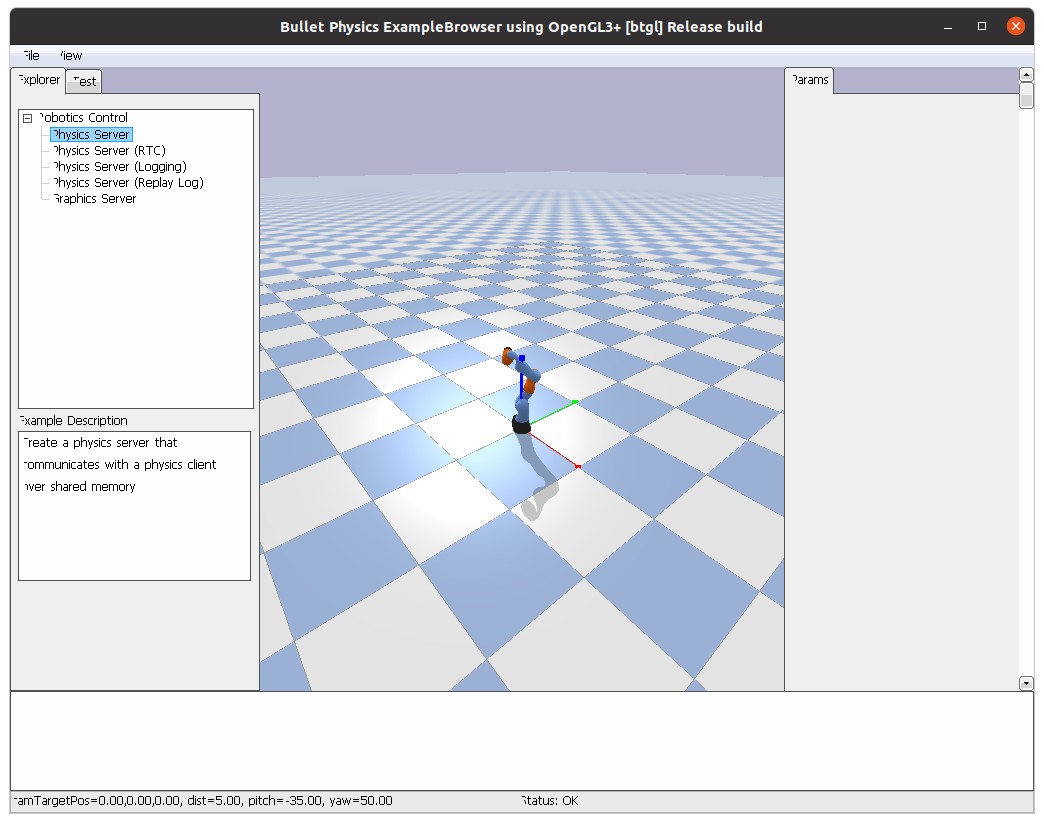 Bullet Physics ExampleBrowser using OpenGL3+ [btgl] Release build
File View
Explorer Test
Params
Robotics Control
Physics Server
Physics Server (RTC)
Physics Server (Logging)
Physics Server (Replay Log)
Graphics Server
Example Description
Create a physics server that
communicates with a physics client
over shared memory
camTargetPos=0.00,0.00,0.00, dist=5.00, pitch=-35.00, yaw=50.00
Status: OK